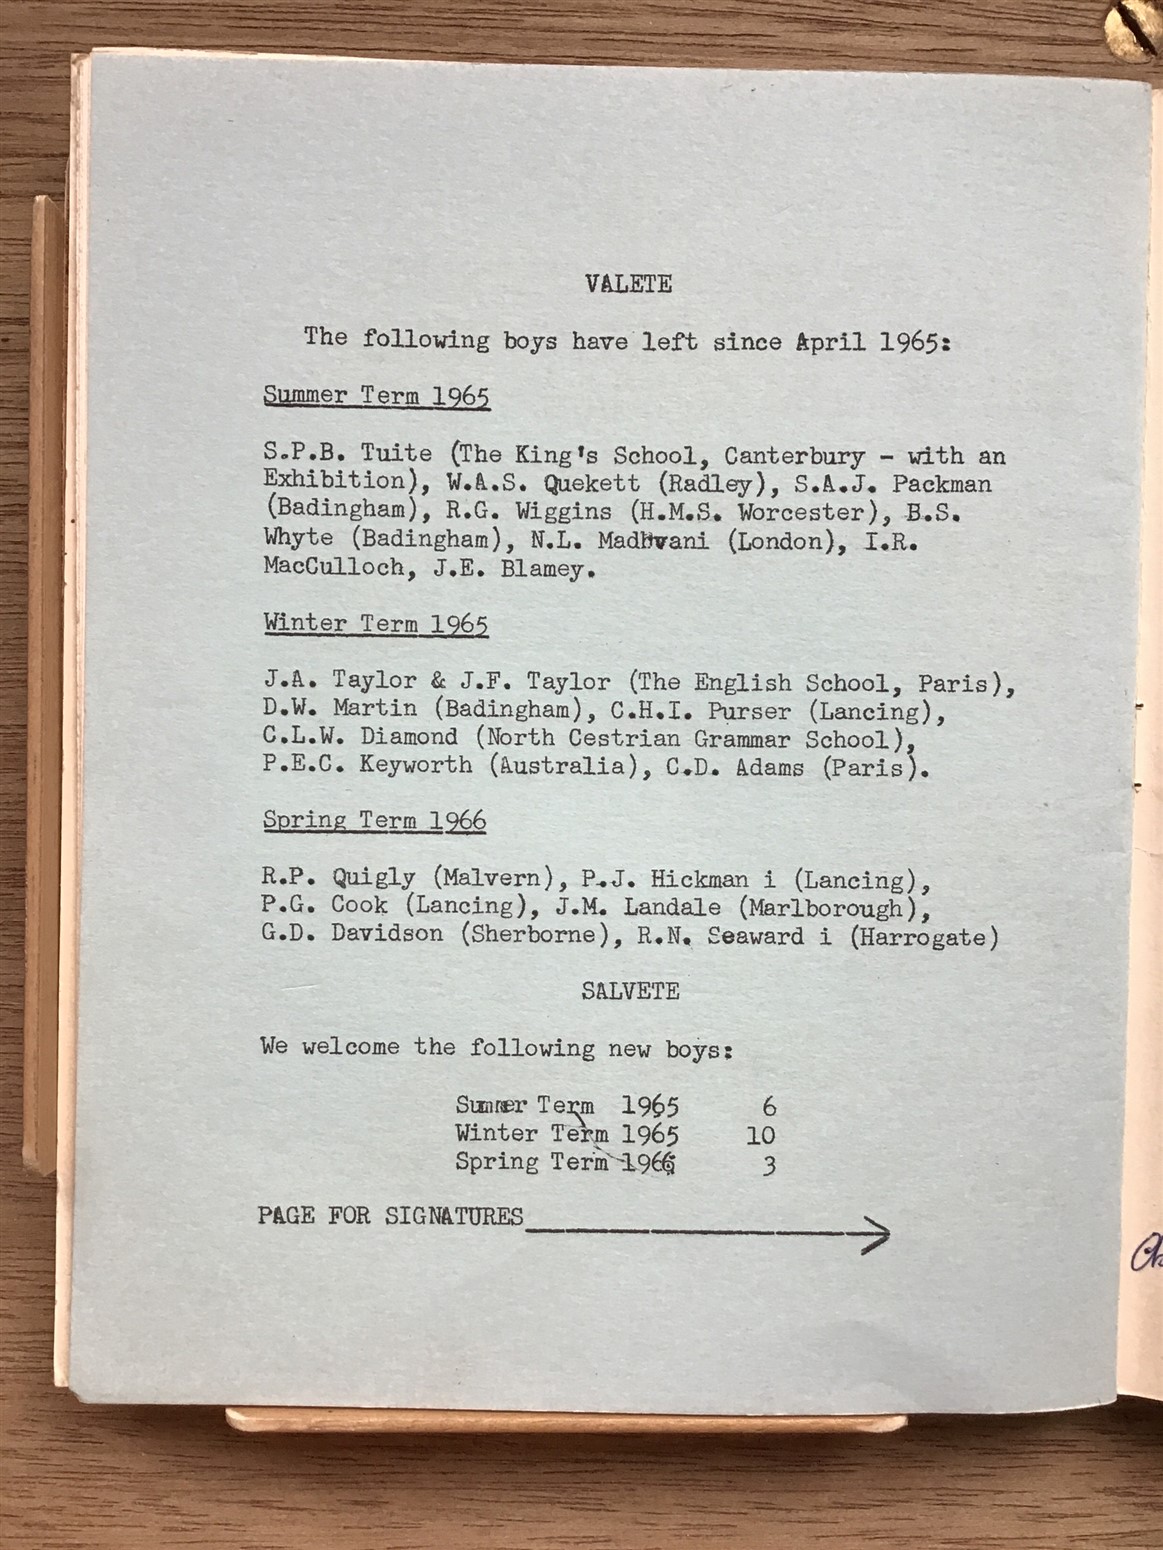 VALETE
The following boys have left since April 1965:
Summer Term 1965
S.P.B. Tuite (The King's School, Canterbury - with an
Exhibition), W.A.S. Quekett (Radley), S.A.J. Packman
(Badingham), R.G. Wiggins (H.M.S. Worcester), B.S.
Whyte (Badingham), N.L. Madhvani (London), I.R.
MacCulloch, J.E. Blamey.
Winter Term 1965
J.A. Taylor & J.F. Taylor (The English School, Paris),
D.W. Martin (Badingham), C.H.I. Purser (Lancing),
C.L.W. Diamond (North Cestrian Grammar School),
P.E.C. Keyworth (Australia), C.D. Adams (Paris).
Spring Term 1966
R.P. Quigly (Malvern), P.J. Hickman i (Lancing),
P.G. Cook (Lancing), J.M. Landale (Marlborough),
G.D. Davidson (Sherborne), R.N. Seaward i (Harrogate)
SALVETE
We welcome the following new boys:
Summer Term 1965 6
Winter Term 1965 10
Spring Term 1966 3
PAGE FOR SIGNATURES